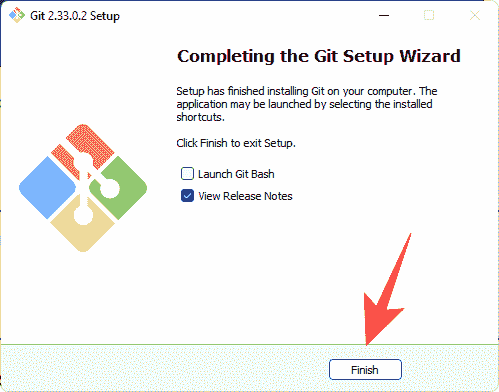 Git 2.33.0.2 Setup
Completing the Git Setup Wizard
Setup has finished installing Git on your computer. The
application may be launched by selecting the installed
shortcuts.
Click Finish to exit Setup.
Launch Git Bash
View Release Notes
Finish